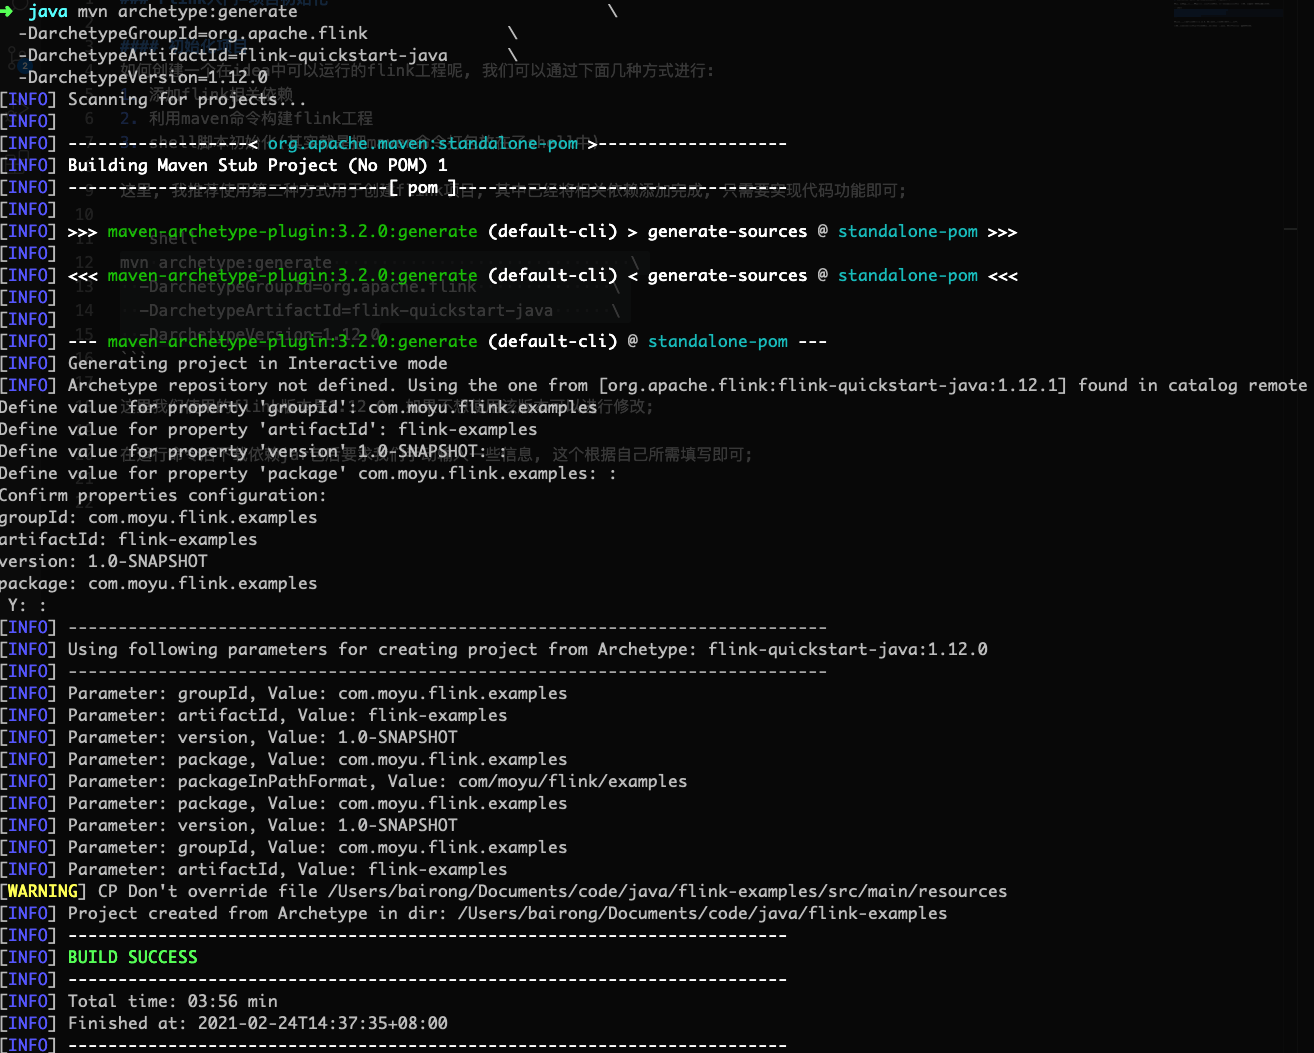 ➜ java mvn archetype:generate \
-DarchetypeGroupId=org.apache.flink \
-DarchetypeArtifactId=flink-quickstart-java \
-DarchetypeVersion=1.12.0
[INFO] Scanning for projects...
[INFO]
[INFO] ------------------< org.apache.maven:standalone-pom >-------------------
[INFO] Building Maven Stub Project (No POM) 1
[INFO] --------------------------------[ pom ]---------------------------------
[INFO]
[INFO] >>> maven-archetype-plugin:3.2.0:generate (default-cli) > generate-sources @ standalone-pom >>>
[INFO]
[INFO] <<< maven-archetype-plugin:3.2.0:generate (default-cli) < generate-sources @ standalone-pom <<<
[INFO]
[INFO]
[INFO] --- maven-archetype-plugin:3.2.0:generate (default-cli) @ standalone-pom ---
[INFO] Generating project in Interactive mode
[INFO] Archetype repository not defined. Using the one from [org.apache.flink:flink-quickstart-java:1.12.1] found in catalog remote
Define value for property 'groupId': com.moyu.flink.examples
Define value for property 'artifactId': flink-examples
Define value for property 'version' 1.0-SNAPSHOT: :
Define value for property 'package' com.moyu.flink.examples: :
Confirm properties configuration:
groupId: com.moyu.flink.examples
artifactId: flink-examples
version: 1.0-SNAPSHOT
package: com.moyu.flink.examples
Y: :
[INFO] ----------------------------------------------------------------------------
[INFO] Using following parameters for creating project from Archetype: flink-quickstart-java:1.12.0
[INFO] ----------------------------------------------------------------------------
[INFO] Parameter: groupId, Value: com.moyu.flink.examples
[INFO] Parameter: artifactId, Value: flink-examples
[INFO] Parameter: version, Value: 1.0-SNAPSHOT
[INFO] Parameter: package, Value: com.moyu.flink.examples
[INFO] Parameter: packageInPathFormat, Value: com/moyu/flink/examples
[INFO] Parameter: package, Value: com.moyu.flink.examples
[INFO] Parameter: version, Value: 1.0-SNAPSHOT
[INFO] Parameter: groupId, Value: com.moyu.flink.examples
[INFO] Parameter: artifactId, Value: flink-examples
[WARNING] CP Don't override file /Users/bairong/Documents/code/java/flink-examples/src/main/resources
[INFO] Project created from Archetype in dir: /Users/bairong/Documents/code/java/flink-examples
[INFO] ------------------------------------------------------------------------
[INFO] BUILD SUCCESS
[INFO] ------------------------------------------------------------------------
[INFO] Total time: 03:56 min
[INFO] Finished at: 2021-02-24T14:37:35+08:00
[INFO] ------------------------------------------------------------------------